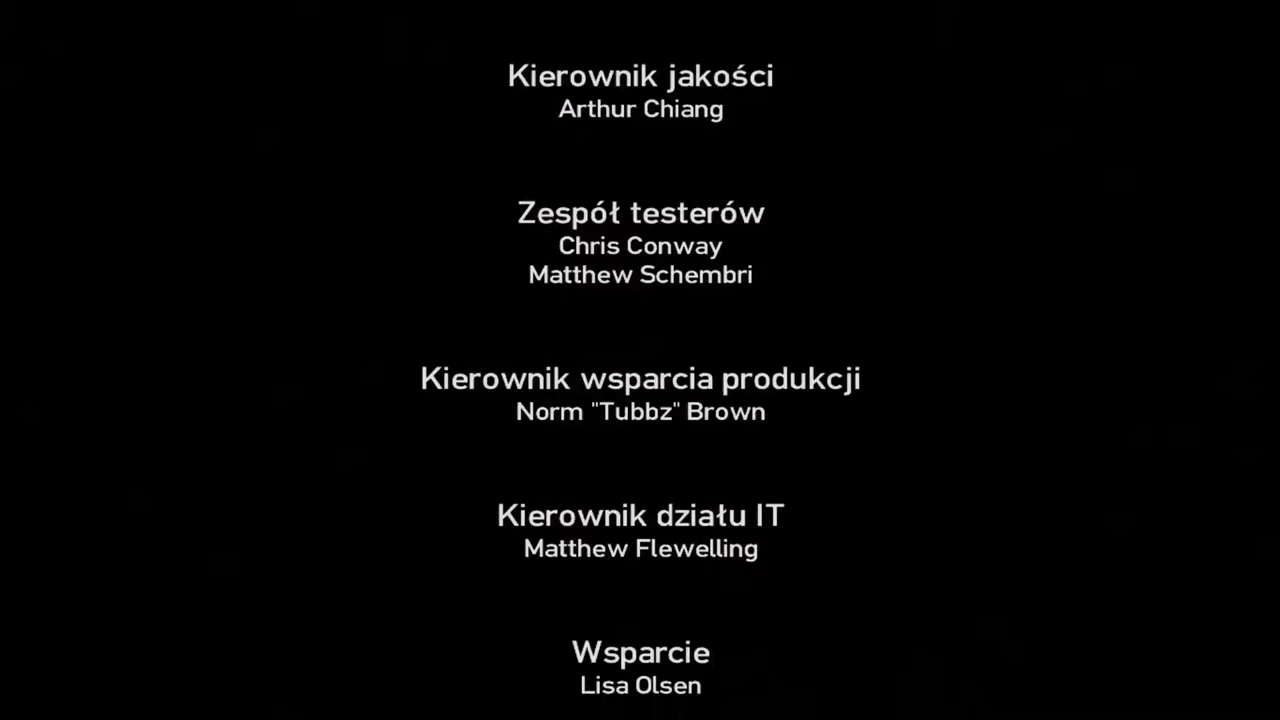 Kierownik jakości
Arthur Chiang
Zespół testerów
Chris Conway
Matthew Schembri
Kierownik wsparcia produkcji
Norm "Tubbz" Brown
Kierownik działu IT
Matthew Flewelling
Wsparcie
Lisa Olsen